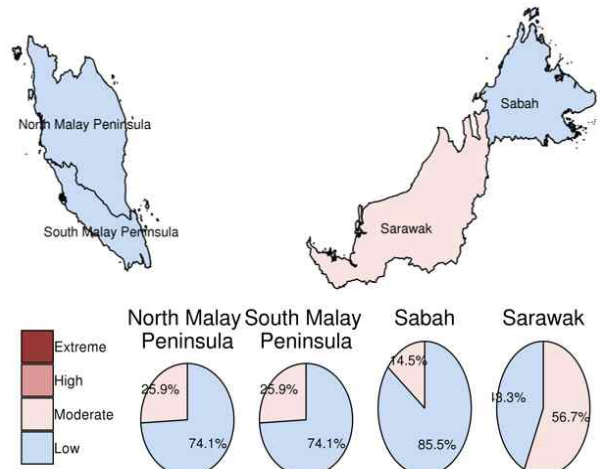 Sabah
North Malay Peninsula
Sarawak
South Malay Peninsula
North Malay Peninsula
South Malay Peninsula
Sabah
Sarawak
Extreme
High
Moderate
Low
25.9%
74.1%
25.9%
74.1%
14.5%
85.5%
56.7%